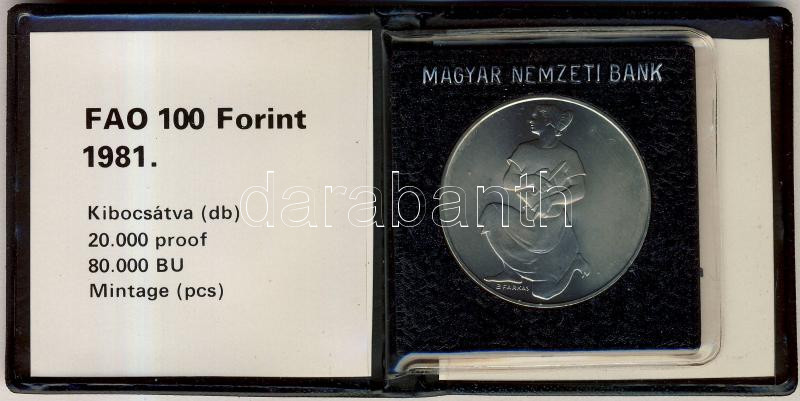 FAO 100 Forint
1981.
Kibocsátva (db)
20.000 proof
80.000 BU
Mintage (pcs)
MAGYAR NEMZETI BANK
darabanth
B FARKAS